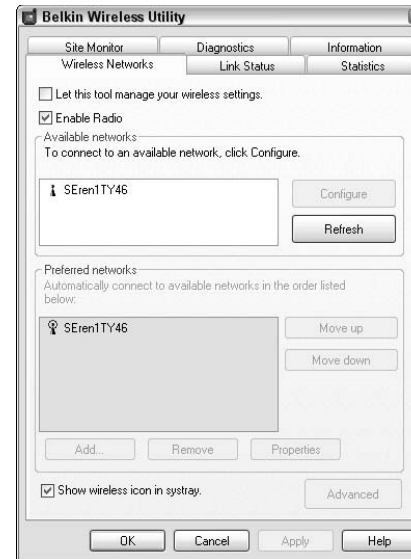 Belkin Wireless Utility
Site Monitor Diagnostics Information
Wireless Networks Link Status Statistics
Let this tool manage your wireless settings.
Enable Radio
Available networks
To connect to an available network, click Configure.
SEren1TY46
Configure
Refresh
Preferred networks
Automatically connect to available networks in the order listed
below:
SEren1TY46
Move up
Move down
Add... Remove Properties
Show wireless icon in systray.
Advanced
OK Cancel Apply Help